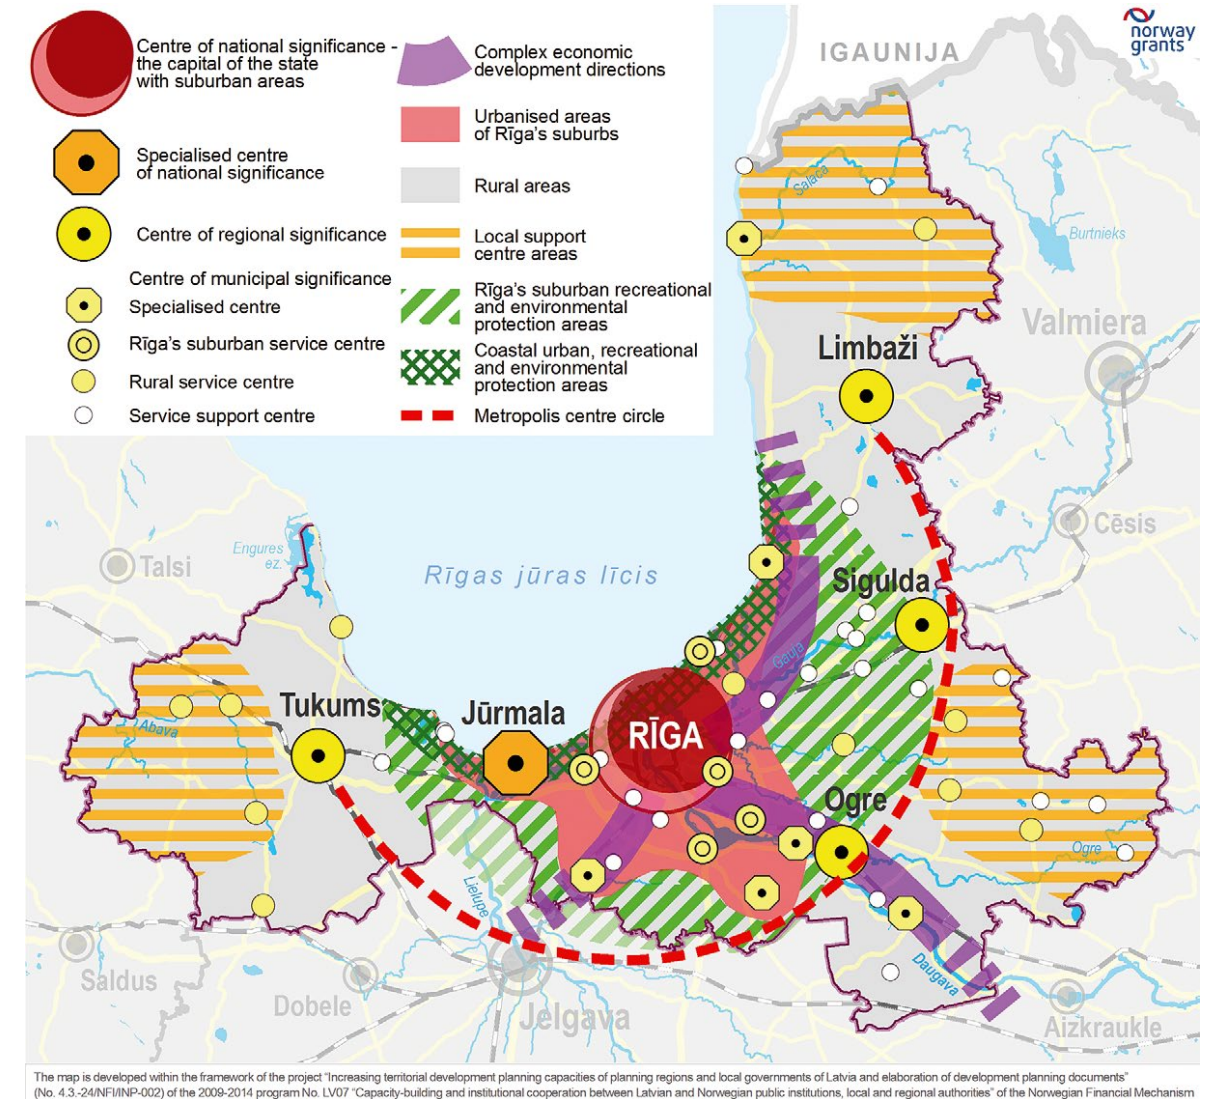 Centre of national significance -
the capital of the state
with suburban areas
Specialised centre
of national significance
Centre of regional significance
Centre of municipal significance
Specialised centre
Rīga's suburban service centre
Rural service centre
Service support centre
Complex economic
development directions
Urbanised areas
of Rīga's suburbs
Rural areas
Local support
centre areas
Rīga's suburban recreational
and environmental
protection areas
Coastal urban, recreational
and environmental
protection areas
Metropolis centre circle
norway
grants
IGAUNIJA
Salaca
Burtnieks
Valmiera
Limbaži
Cēsis
Talsi
Engures
ez.
Rīgas jūras līcis
Sigulda
Gauja
Tukums
Jūrmala
RĪGA
Abava
Ogre
Ogre
Lielupe
Daugava
Saldus
Dobele
Jelgava
Aizkraukle
The map is developed within the framework of the project "Increasing territorial development planning capacities of planning regions and local governments of Latvia and elaboration of development planning documents"
(No. 4.3.-24/NFI/INP-002) of the 2009-2014 program No. LV07 "Capacity-building and institutional cooperation between Latvian and Norwegian public institutions, local and regional authorities" of the Norwegian Financial Mechanism